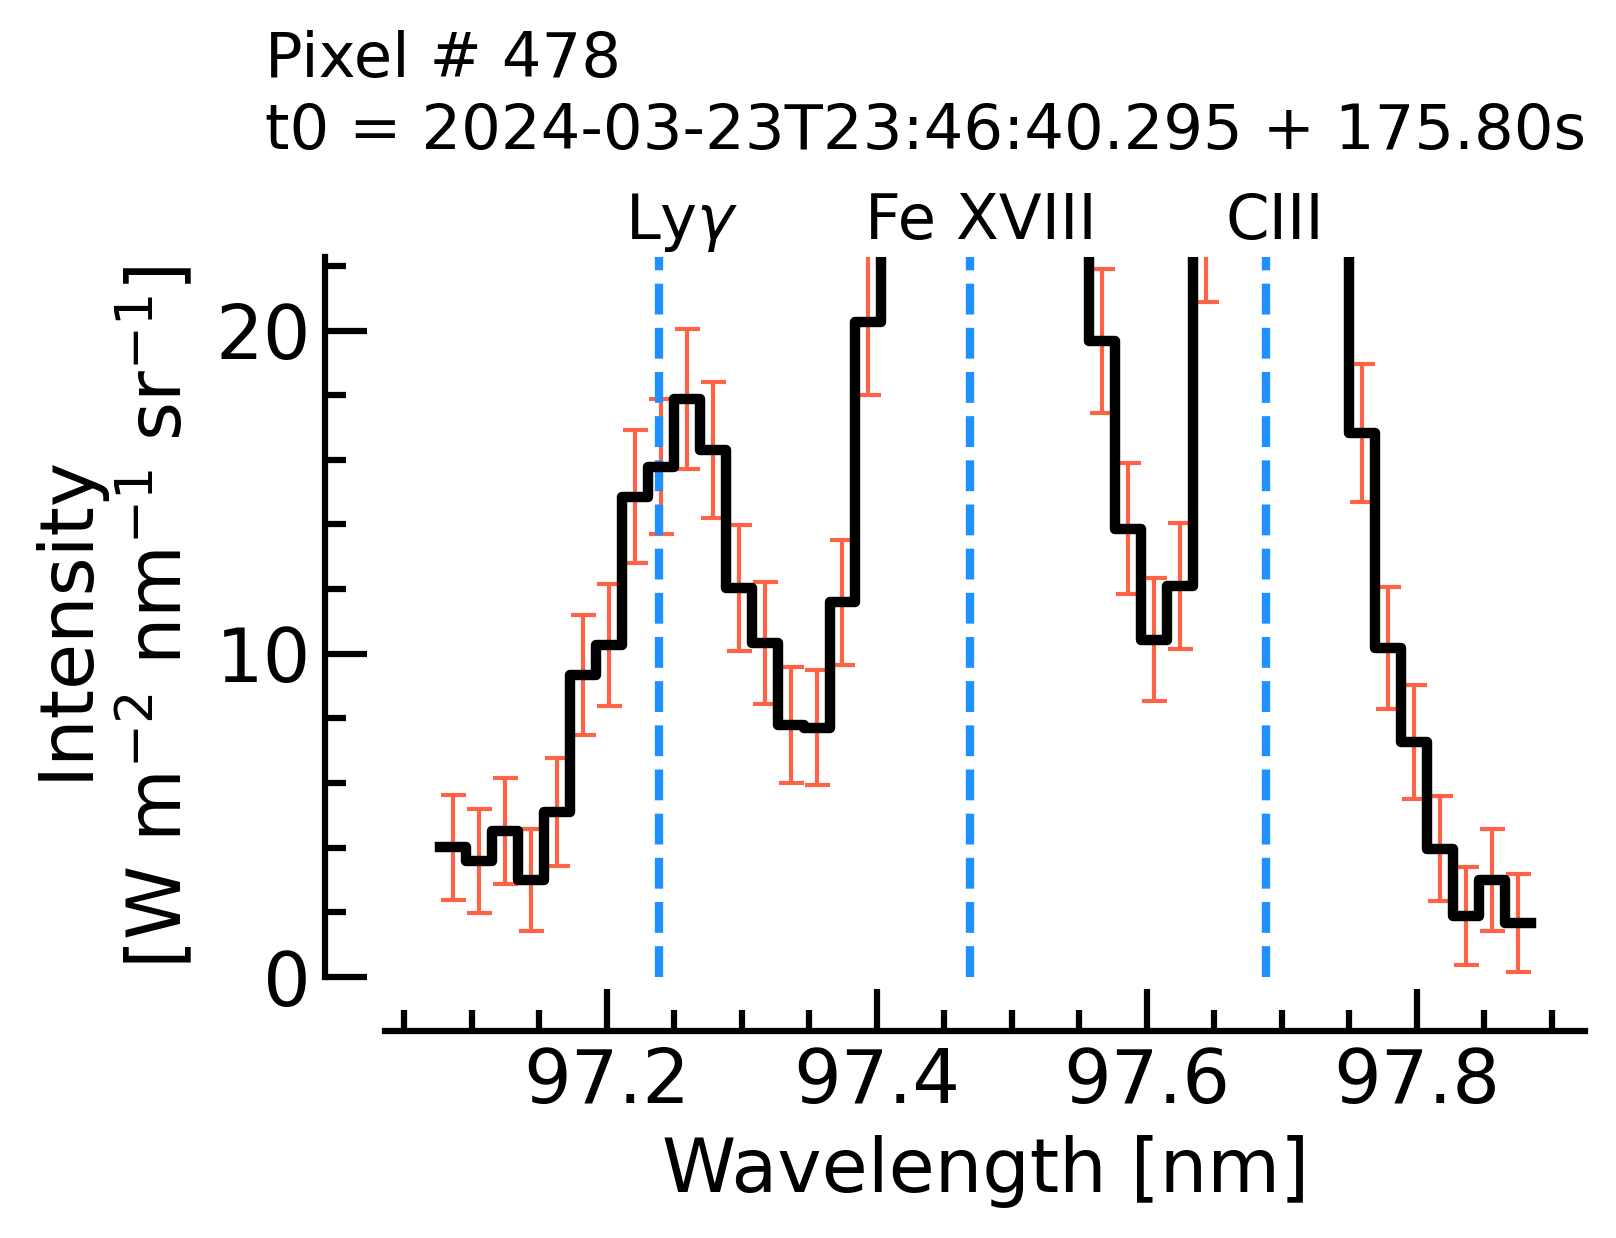 Pixel # 478
t0 = 2024-03-23T23:46:40.295 + 175.80s
Lyγ Fe XVIII CIII
Intensity
[W m⁻² nm⁻¹ sr⁻¹]
20
10
0
97.2 97.4 97.6 97.8
Wavelength [nm]